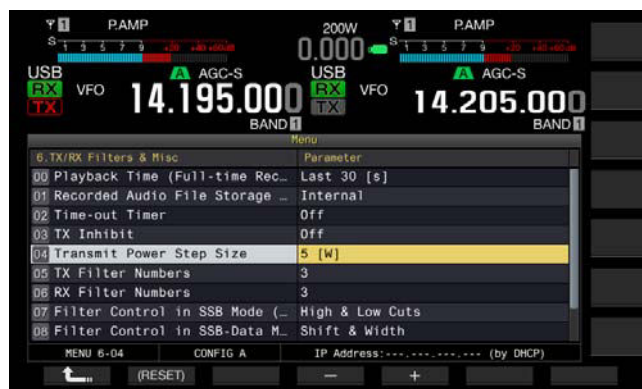 1 P.AMP 200W 1 P.AMP
S 1 3 5 7 9 +20 +40 +60dB 0.000 S 1 3 5 7 9 +20 +40 +60dB
USB A AGC-S USB A AGC-S
RX VFO 14.195.000 RX VFO 14.205.000
TX TX
BAND 1 BAND 1
Menu
6.TX/RX Filters & Misc Parameter
00 Playback Time (Full-time Rec… Last 30 [s]
01 Recorded Audio File Storage … Internal
02 Time-out Timer Off
03 TX Inhibit Off
04 Transmit Power Step Size 5 [W]
05 TX Filter Numbers 3
06 RX Filter Numbers 3
07 Filter Control in SSB Mode (… High & Low Cuts
08 Filter Control in SSB-Data M… Shift & Width
MENU 6-04 CONFIG A IP Address:---.---.---.--- (by DHCP)
(RESET) − +